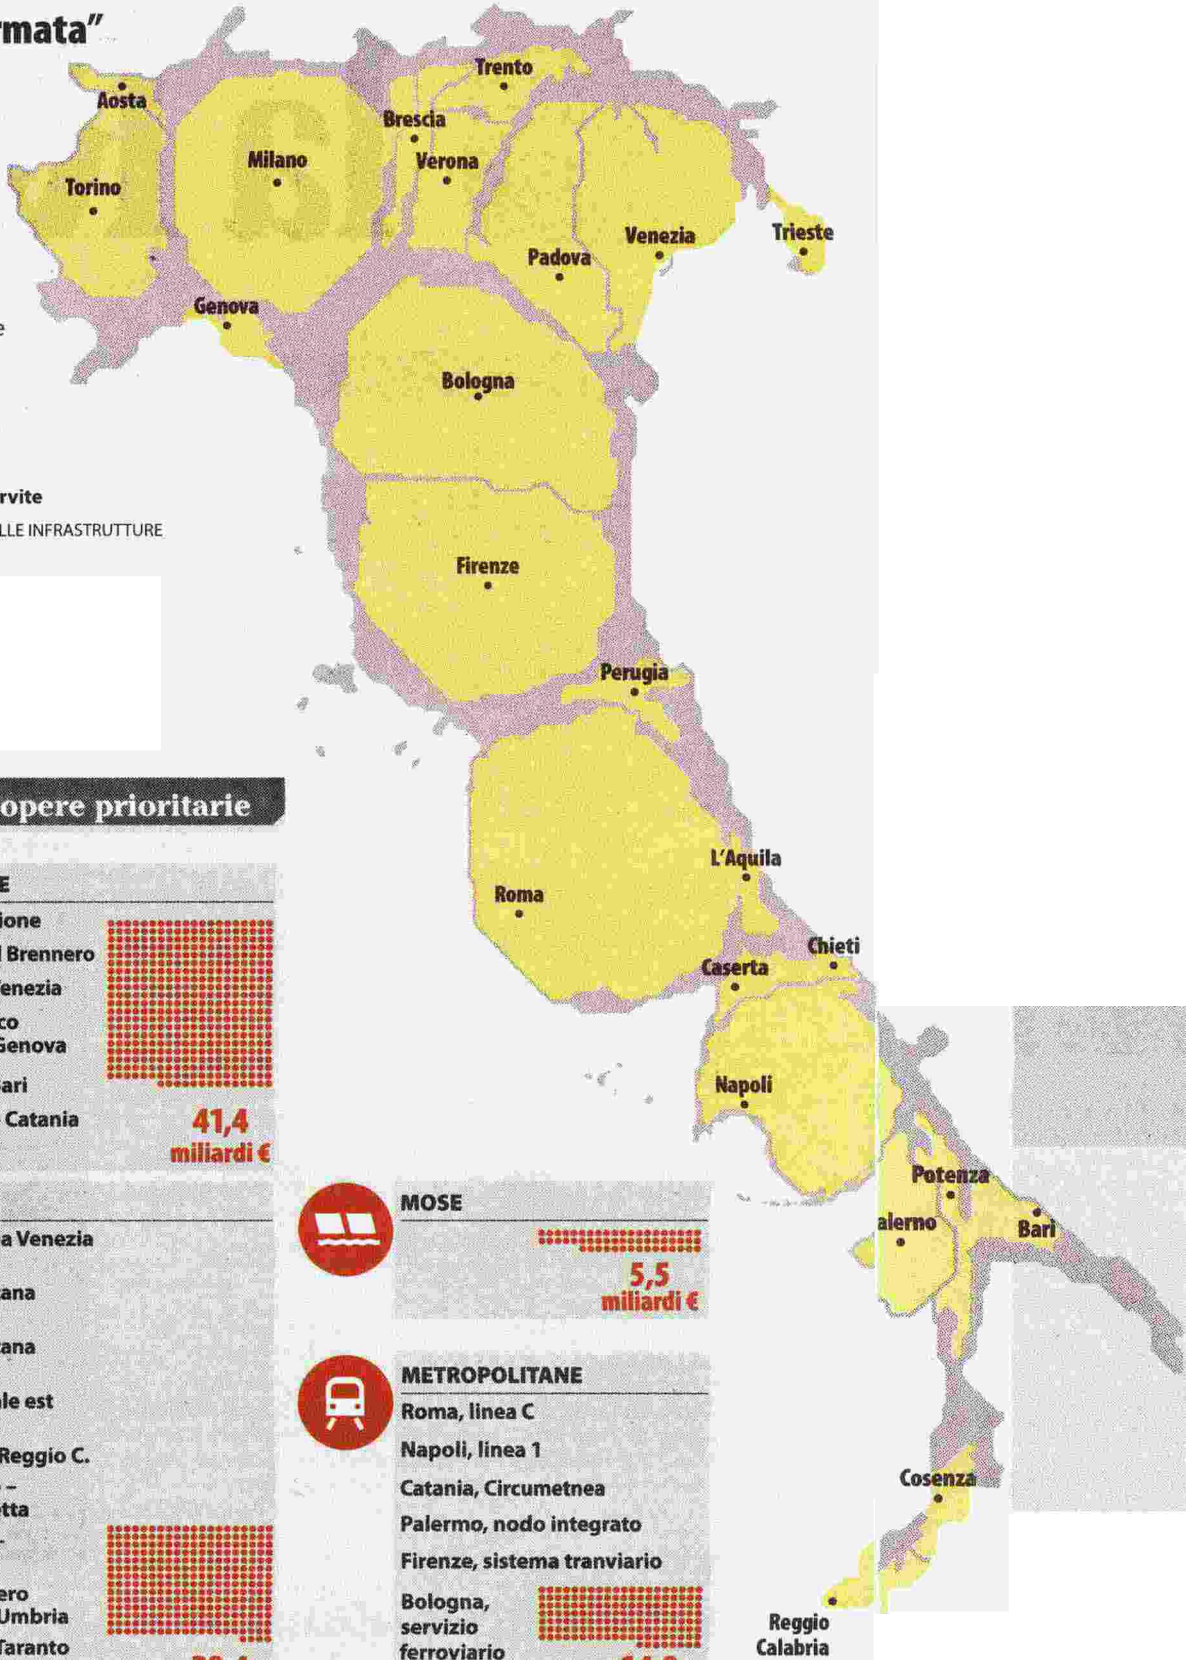 rmata”
Trento
Aosta
Brescia
Milano
Verona
Torino
Venezia
Trieste
Padova
Genova
e
Bologna
rvite
LLE INFRASTRUTTURE
Firenze
Perugia
opere prioritarie
L'Aquila
E
Roma
ione
Chieti
l Brennero
Caserta
enezia
co
Genova
Napoli
ari
Catania
41,4
miliardi €
Potenza
MOSE
alerno
Bari
a Venezia
5,5
miliardi €
tana
tana
METROPOLITANE
le est
Roma, linea C
Reggio C.
Napoli, linea 1
Cosenza
–
Catania, Circumetnea
tta
Palermo, nodo integrato
–
Firenze, sistema tranviario
ero
Bologna,
Umbria
servizio
Reggio
Taranto
ferroviario
Calabria